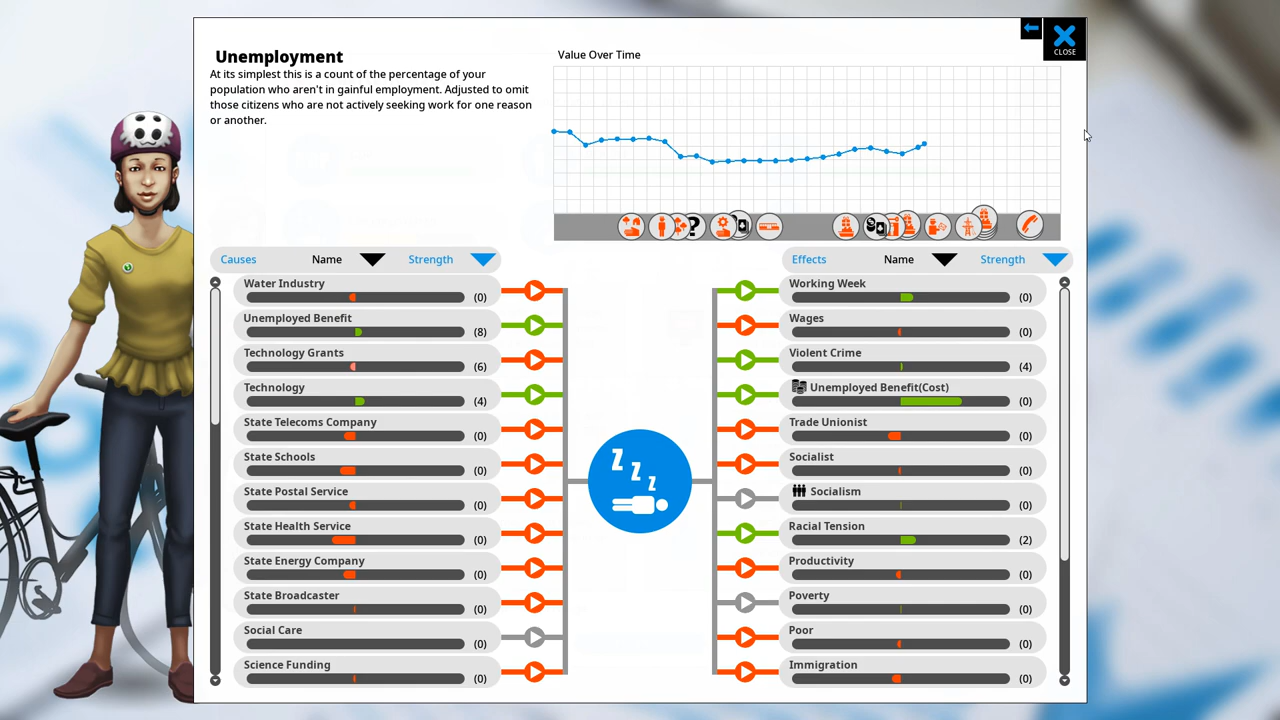 CLOSE
Unemployment
At its simplest this is a count of the percentage of your
population who aren't in gainful employment. Adjusted to omit
those citizens who are not actively seeking work for one reason
or another.
Value Over Time
?
Causes Name Strength
Water Industry
(0)
Unemployed Benefit
(8)
Technology Grants
(6)
Technology
(4)
State Telecoms Company
(0)
State Schools
(0)
State Postal Service
(0)
State Health Service
(0)
State Energy Company
(0)
State Broadcaster
(0)
Social Care
(0)
Science Funding
(0)
z
z
z
Effects Name Strength
Working Week
(0)
Wages
(0)
Violent Crime
(4)
Unemployed Benefit(Cost)
(0)
Trade Unionist
(0)
Socialist
(0)
Socialism
(0)
Racial Tension
(2)
Productivity
(0)
Poverty
(0)
Poor
(0)
Immigration
(0)